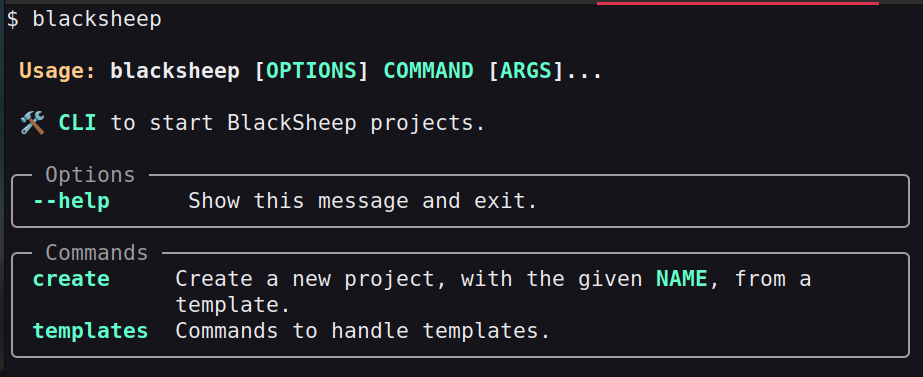 $ blacksheep
Usage: blacksheep [OPTIONS] COMMAND [ARGS]...
🛠 CLI to start BlackSheep projects.
Options
--help Show this message and exit.
Commands
create Create a new project, with the given NAME, from a
template.
templates Commands to handle templates.